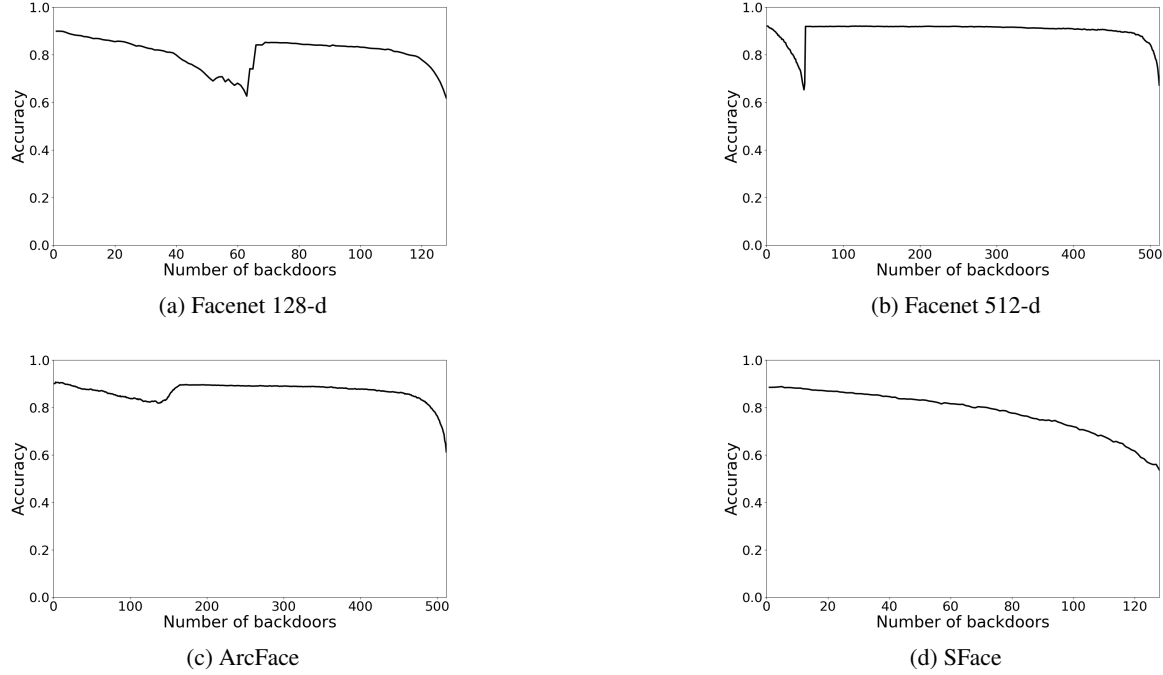 1.0
0.8
0.6
0.4
0.2
0.0
Accuracy
0 20 40 60 80 100 120
Number of backdoors
(a) Facenet 128-d
1.0
0.8
0.6
0.4
0.2
0.0
Accuracy
0 100 200 300 400 500
Number of backdoors
(b) Facenet 512-d
1.0
0.8
0.6
0.4
0.2
0.0
Accuracy
0 100 200 300 400 500
Number of backdoors
(c) ArcFace
1.0
0.8
0.6
0.4
0.2
0.0
Accuracy
0 20 40 60 80 100 120
Number of backdoors
(d) SFace